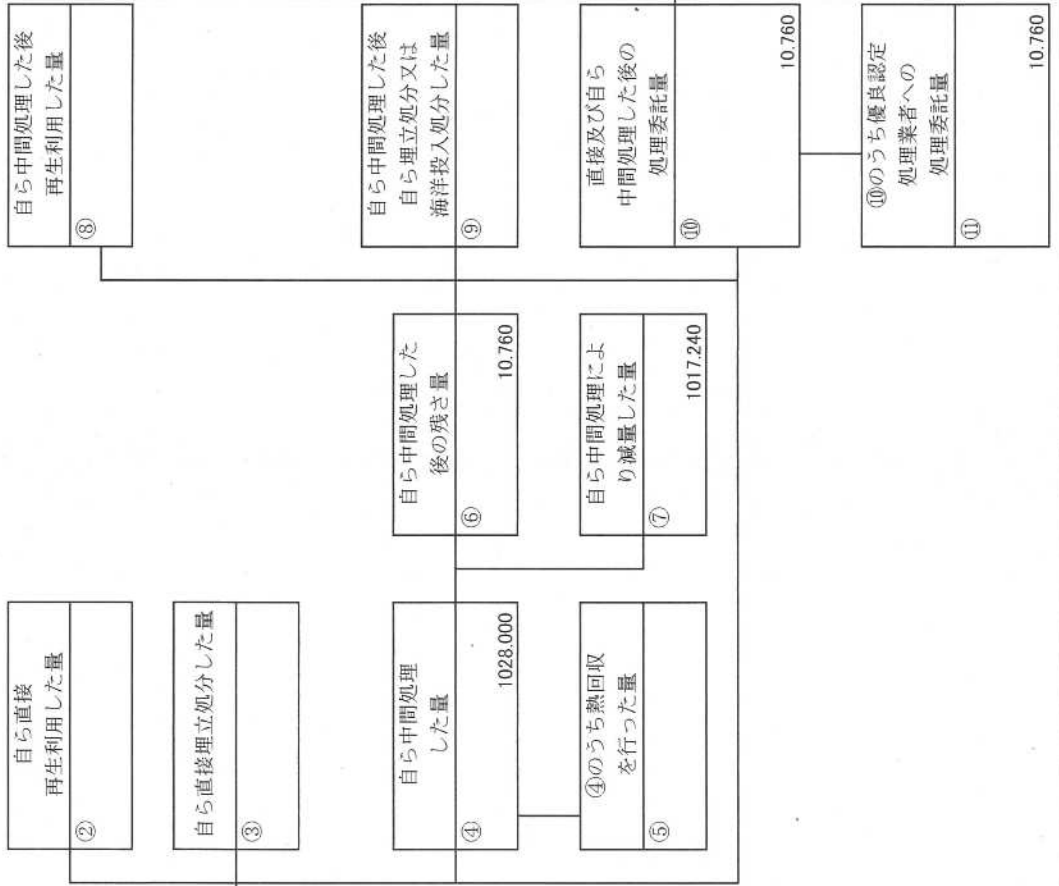 自ら直接
再生利用した量
②
自ら直接埋立処分した量
③
自ら中間処理
した量
④
1028.000
④のうち熱回収
を行った量
⑤
自ら中間処理した
後の残さ量
⑥
10.760
自ら中間処理によ
り減量した量
⑦
1017.240
自ら中間処理した後
再生利用した量
⑧
自ら中間処理した後
自ら埋立処分又は
海洋投入処分した量
⑨
直接及び自ら
中間処理した後の
処理委託量
⑩
10.760
⑩のうち優良認定
処理業者への
処理委託量
⑪
10.760